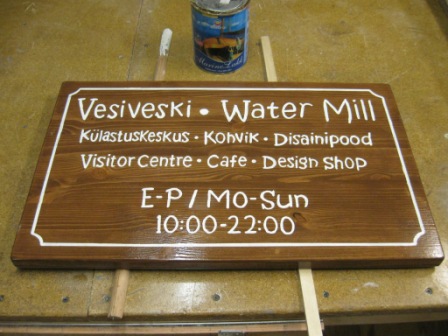 Vesiveski • Water Mill
Külastuskeskus • Kohvik • Disainipood
Visitor Centre • Cafe • Design Shop
E-P / Mo-Sun
10:00-22:00